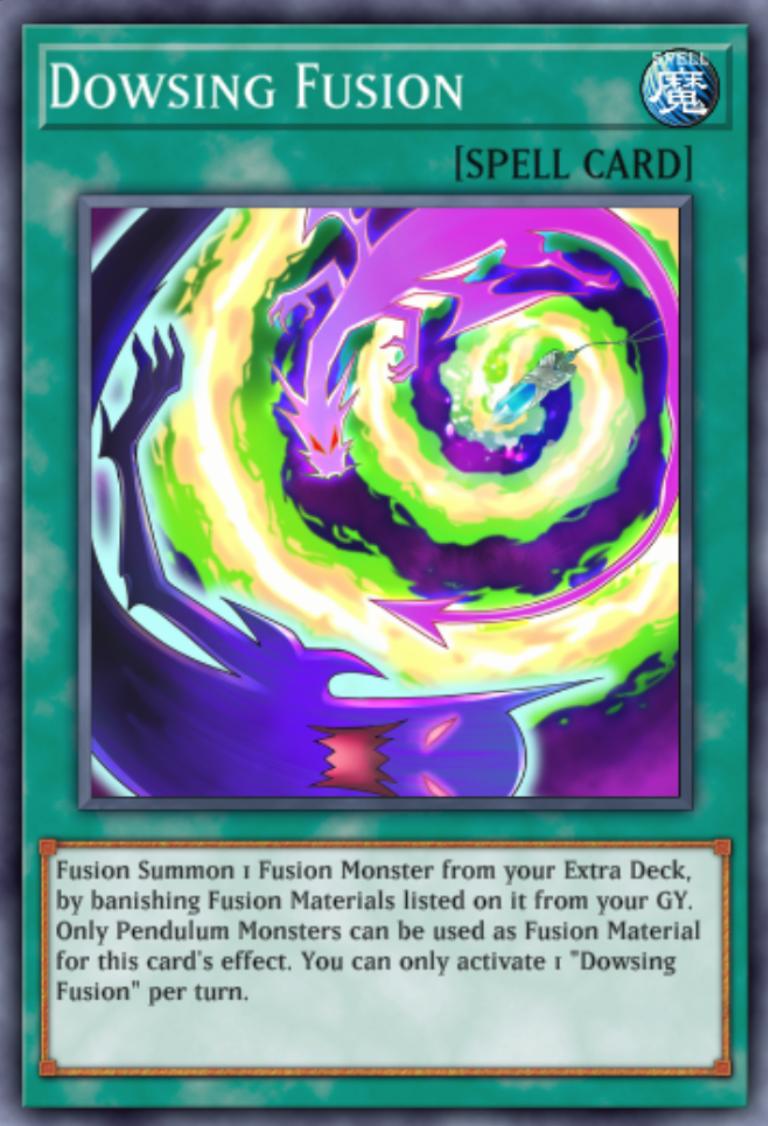 Dowsing Fusion
SPELL
魔
[SPELL CARD]
Fusion Summon 1 Fusion Monster from your Extra Deck,
by banishing Fusion Materials listed on it from your GY.
Only Pendulum Monsters can be used as Fusion Material
for this card's effect. You can only activate 1 "Dowsing
Fusion" per turn.